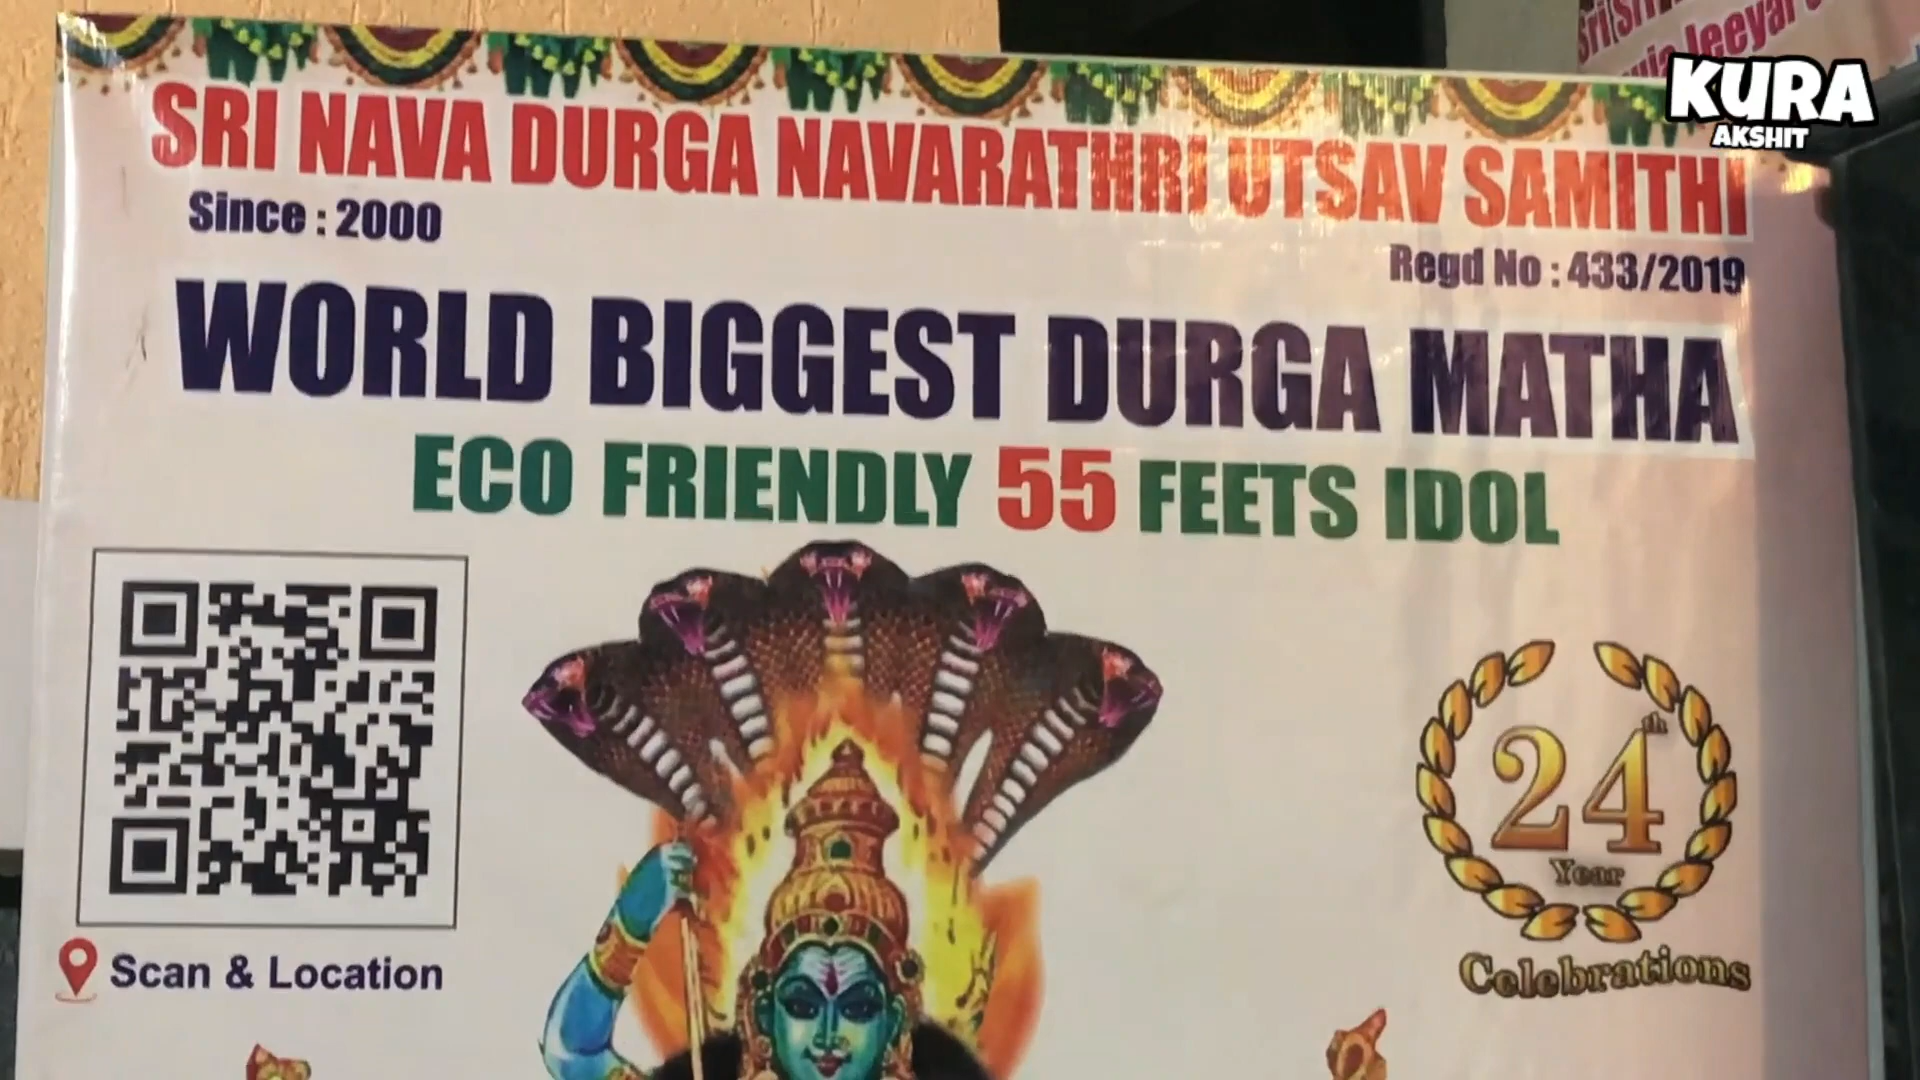 KURA
AKSHIT
SRI NAVA DURGA NAVARATHRI UTSAV SAMITHI
Since : 2000
Regd No : 433/2019
WORLD BIGGEST DURGA MATHA
ECO FRIENDLY 55 FEETS IDOL
24th
Year
Celebrations
Scan & Location